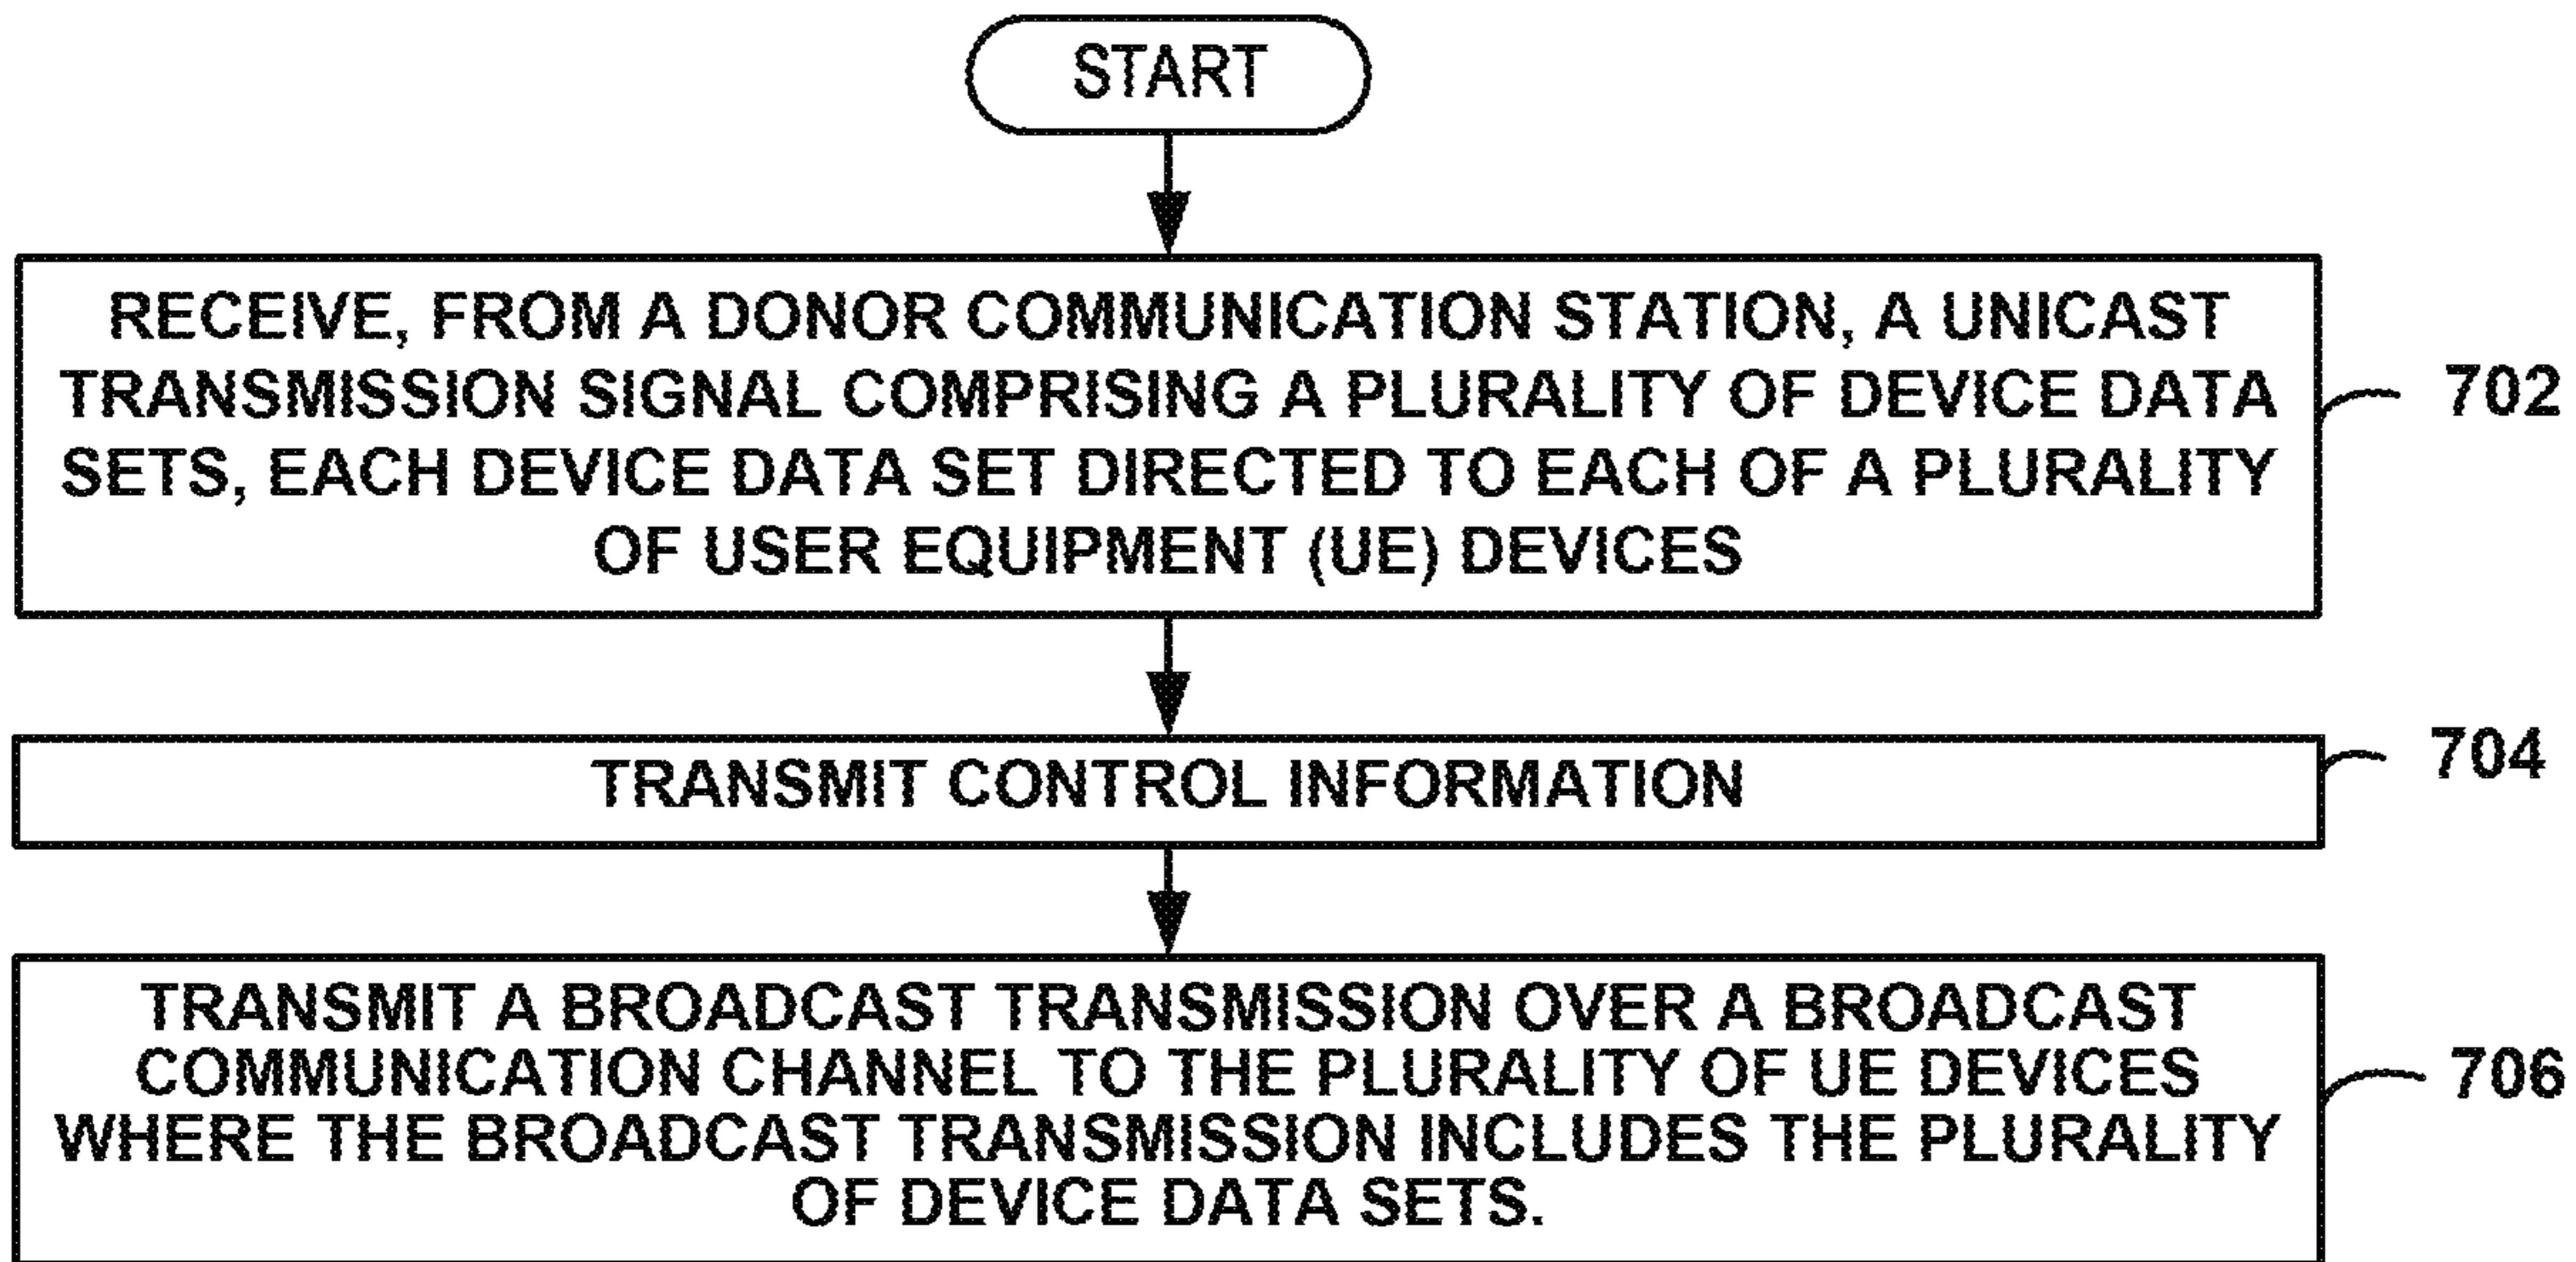 START
RECEIVE, FROM A DONOR COMMUNICATION STATION, A UNICAST
TRANSMISSION SIGNAL COMPRISING A PLURALITY OF DEVICE DATA
SETS, EACH DEVICE DATA SET DIRECTED TO EACH OF A PLURALITY
OF USER EQUIPMENT (UE) DEVICES
702
TRANSMIT CONTROL INFORMATION
704
TRANSMIT A BROADCAST TRANSMISSION OVER A BROADCAST
COMMUNICATION CHANNEL TO THE PLURALITY OF UE DEVICES
WHERE THE BROADCAST TRANSMISSION INCLUDES THE PLURALITY
OF DEVICE DATA SETS.
706